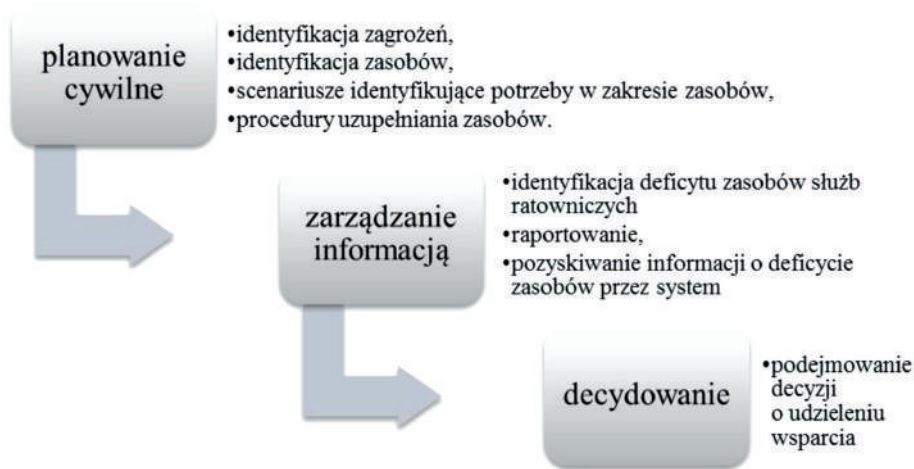 planowanie
cywilne
•identyfikacja zagrożeń,
•identyfikacja zasobów,
•scenariusze identyfikujące potrzeby w zakresie zasobów,
•procedury uzupełniania zasobów.
zarządzanie
informacją
•identyfikacja deficytu zasobów służb
ratowniczych
•raportowanie,
•pozyskiwanie informacji o deficycie
zasobów przez system
decydowanie
•podejmowanie
decyzji
o udzieleniu
wsparcia